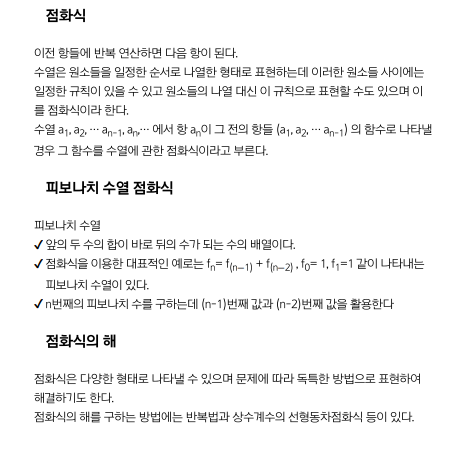 점화식
이전 항들에 반복 연산하면 다음 항이 된다.
수열은 원소들을 일정한 순서로 나열한 형태로 표현하는데 이러한 원소들 사이에는
일정한 규칙이 있을 수 있고 원소들의 나열 대신 이 규칙으로 표현할 수도 있으며 이
를 점화식이라 한다.
수열 a₁, a₂, ··· aₙ₋₁, aₙ,··· 에서 항 aₙ이 그 전의 항들 (a₁, a₂, ··· aₙ₋₁) 의 함수로 나타낼
경우 그 함수를 수열에 관한 점화식이라고 부른다.
피보나치 수열 점화식
피보나치 수열
✓ 앞의 두 수의 합이 바로 뒤의 수가 되는 수의 배열이다.
✓ 점화식을 이용한 대표적인 예로는 fₙ= f₍ₙ₋₁₎ + f₍ₙ₋₂₎ , f₀= 1, f₁=1 같이 나타내는
피보나치 수열이 있다.
✓ n번째의 피보나치 수를 구하는데 (n-1)번째 값과 (n-2)번째 값을 활용한다
점화식의 해
점화식은 다양한 형태로 나타낼 수 있으며 문제에 따라 독특한 방법으로 표현하여
해결하기도 한다.
점화식의 해를 구하는 방법에는 반복법과 상수계수의 선형동차점화식 등이 있다.